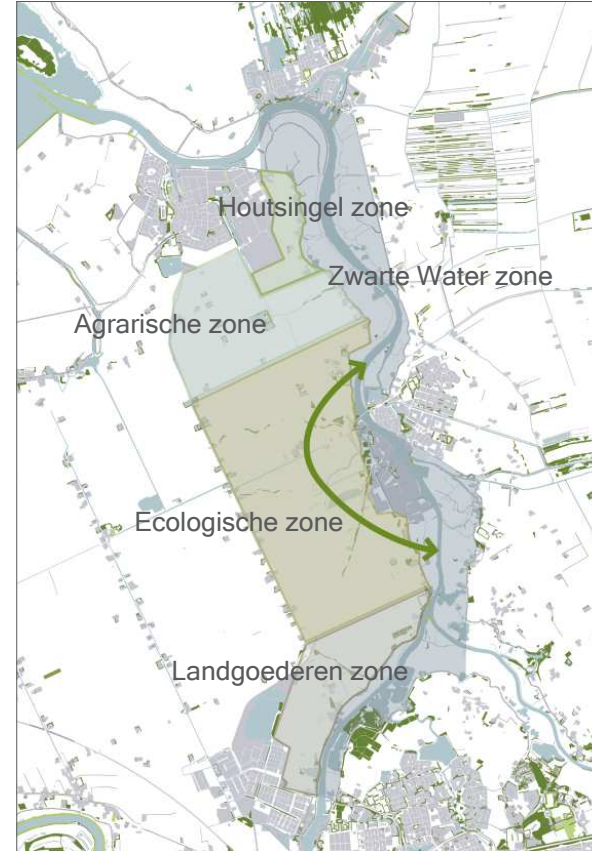 Houtsingel zone
Zwarte Water zone
Agrarische zone
Ecologische zone
Landgoederen zone